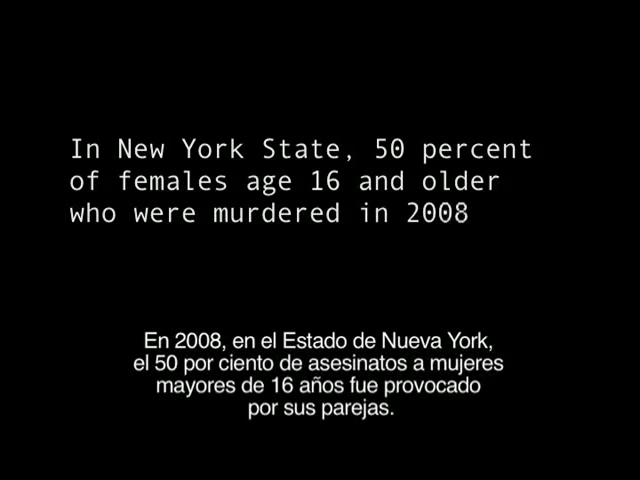 In New York State, 50 percent
of females age 16 and older
who were murdered in 2008
En 2008, en el Estado de Nueva York,
el 50 por ciento de asesinatos a mujeres
mayores de 16 años fue provocado
por sus parejas.